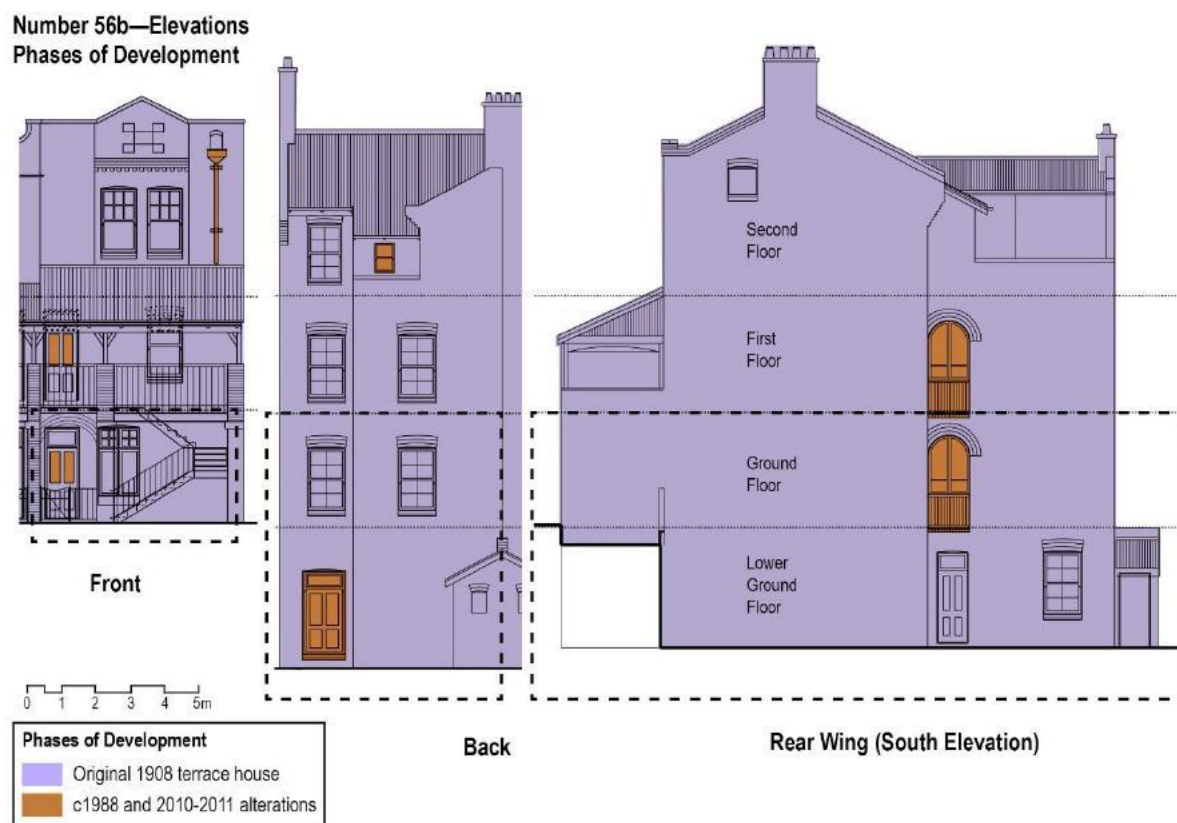 Number 56b—Elevations
Phases of Development
Second
Floor
First
Floor
Ground
Floor
Lower
Ground
Floor
Front
0 1 2 3 4 5m
Back
Rear Wing (South Elevation)
Phases of Development
Original 1908 terrace house
c1988 and 2010-2011 alterations